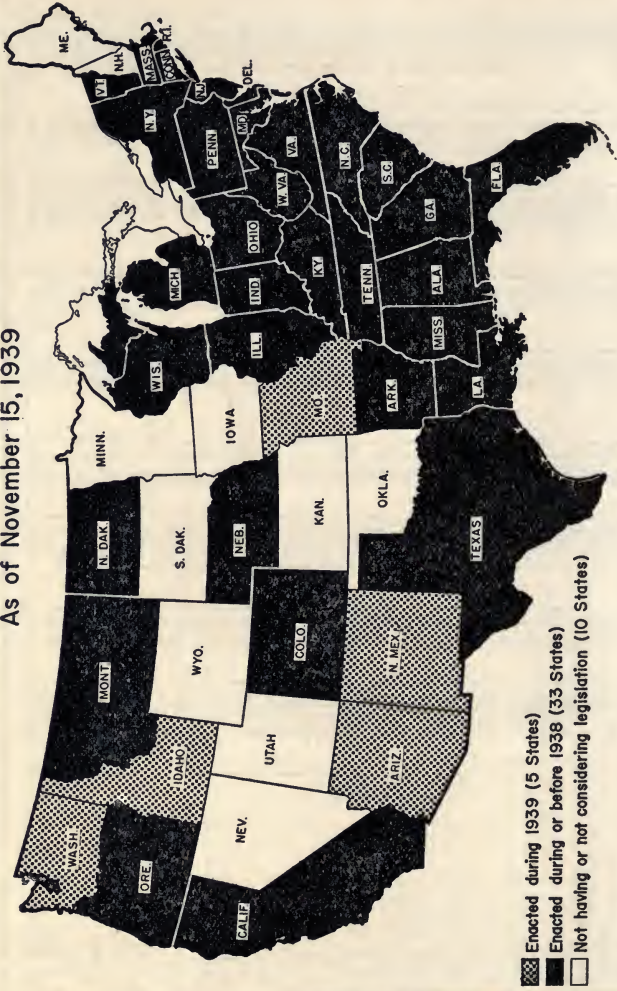 As of November 15, 1939
WASH.
MONT.
N. DAK.
MINN.
ME.
VT.
N.H.
ORE.
IDAHO
WYO.
S. DAK.
WIS.
MICH.
N.Y.
MASS.
CONN.
R.I.
NEV.
UTAH
COLO.
NEB.
IOWA
ILL.
IND.
OHIO
PENN.
N.J.
DEL.
MD.
CALIF.
ARIZ.
N. MEX.
KAN.
MO.
KY.
W. VA.
VA.
OKLA.
ARK.
TENN.
N.C.
S.C.
TEXAS
LA.
MISS.
ALA.
GA.
FLA.
Enacted during 1939 (5 States)
Enacted during or before 1938 (33 States)
Not having or not considering legislation (10 States)